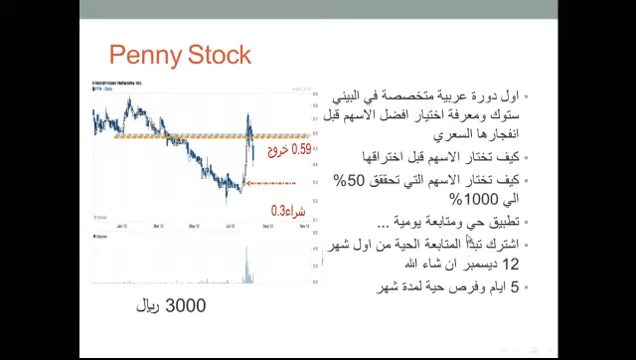 Penny Stock
اول دورة عربية متخصصة في البيني
ستوك ومعرفة اختيار افضل الاسهم قبل
انفجارها السعري
كيف تختار الاسهم قبل اختراقها
كيف تختار الاسهم التي تحققق 50%
الي 1000%
تطبيق حي ومتابعة يومية ...
اشترك تبدأ المتابعة الحية من اول شهر
12 ديسمبر ان شاء الله
5 ايام وفرص حية لمدة شهر
خروج 0.59
شراء 0.3
Volume
3000 ريال